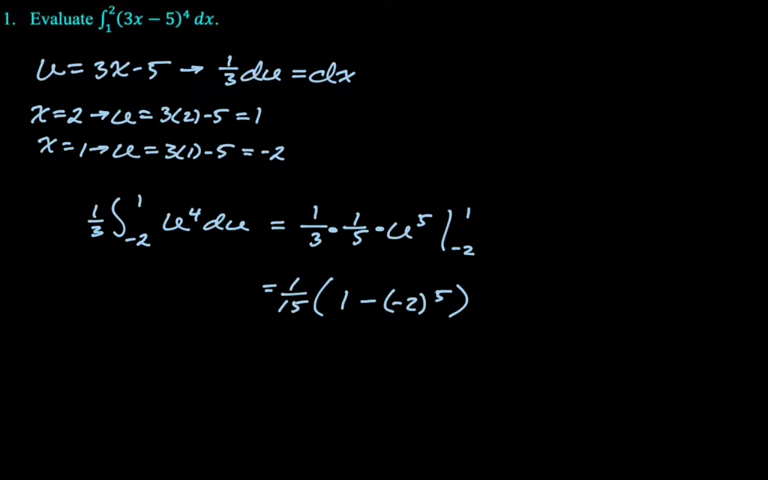 1. Evaluate ∫₁²(3x − 5)⁴ dx.
u = 3x-5 → 1/3 du = dx
x=2 → u = 3(2)-5 = 1
x=1 → u = 3(1)-5 = -2
1/3 ∫₋₂¹ u⁴ du = 1/3 · 1/5 · u⁵ |₋₂¹
= 1/15 (1 - (-2)⁵)